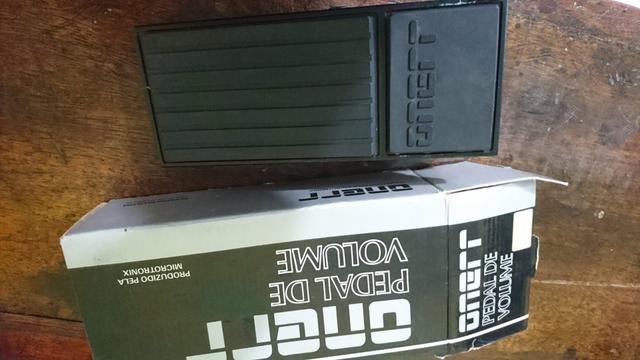 onerr
onerr
onerr
PEDAL DE
VOLUME
PRODUZIDO PELA
MICROTRONIX
onerr
PEDAL DE
VOLUME